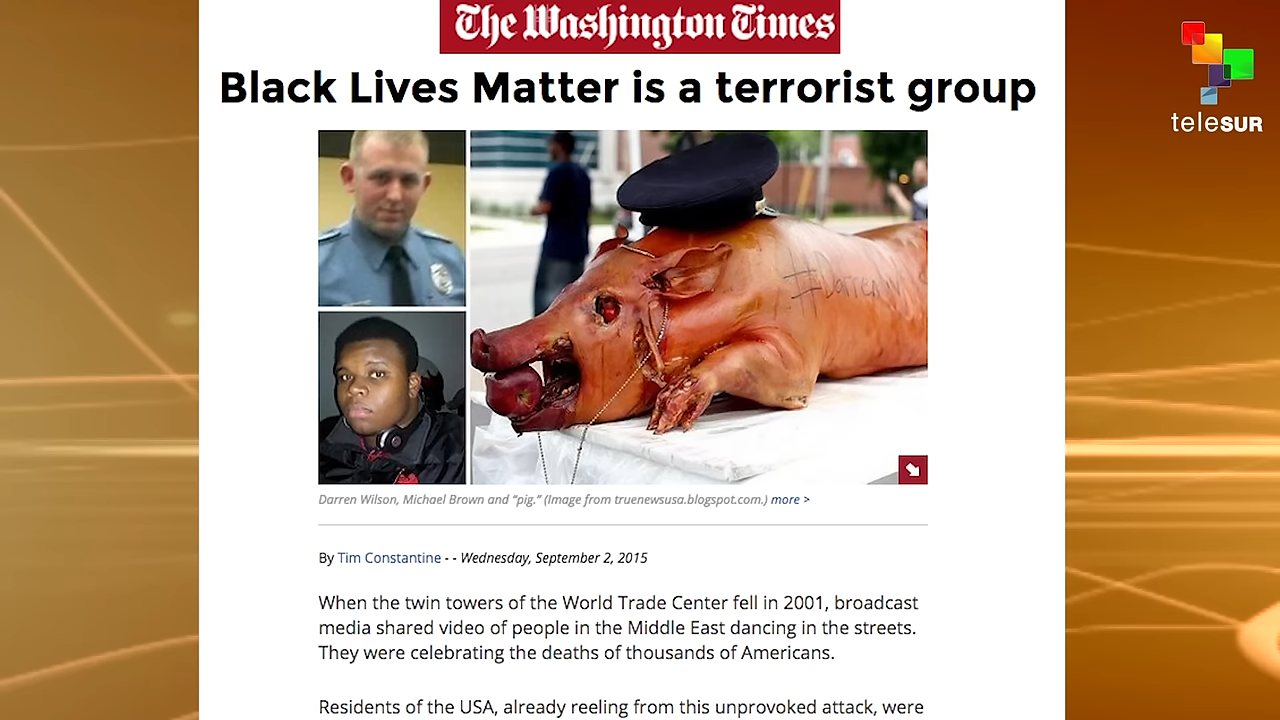 The Washington Times
Black Lives Matter is a terrorist group
teleSUR
#DarrenW
Darren Wilson, Michael Brown and “pig.” (Image from truenewsusa.blogspot.com.) more >
By Tim Constantine - - Wednesday, September 2, 2015
When the twin towers of the World Trade Center fell in 2001, broadcast
media shared video of people in the Middle East dancing in the streets.
They were celebrating the deaths of thousands of Americans.
Residents of the USA, already reeling from this unprovoked attack, were